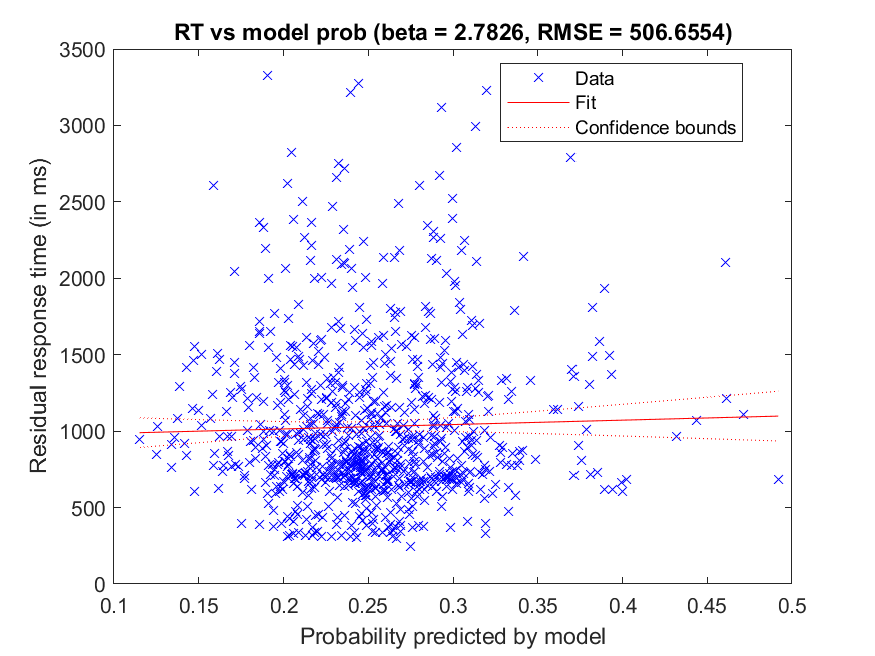 RT vs model prob (beta = 2.7826, RMSE = 506.6554)
3500
3000
2500
2000
1500
1000
500
0
Residual response time (in ms)
Data
Fit
Confidence bounds
0.1 0.15 0.2 0.25 0.3 0.35 0.4 0.45 0.5
Probability predicted by model